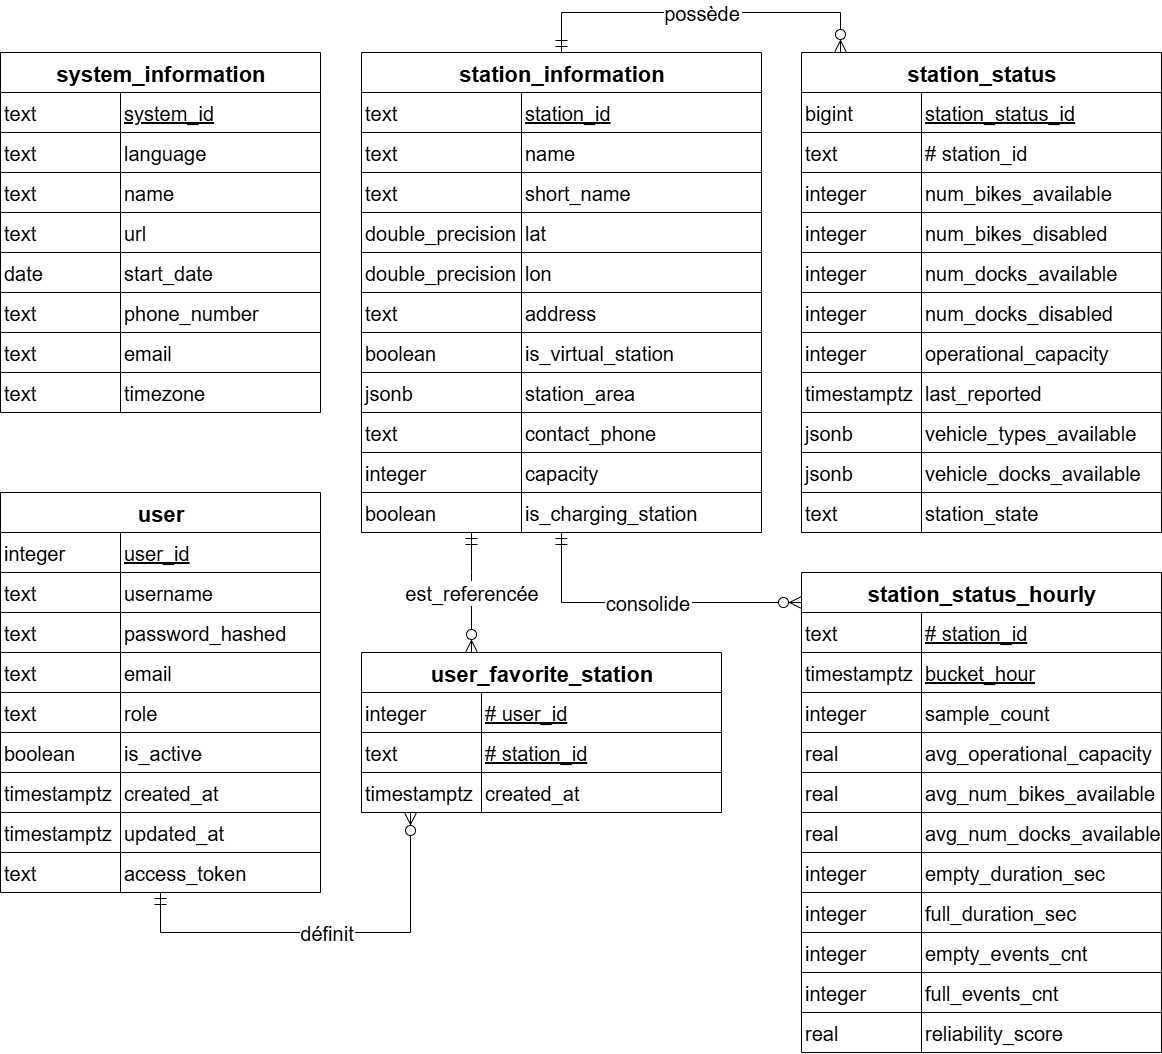 possède
system_information
text system_id
text language
text name
text url
date start_date
text phone_number
text email
text timezone
station_information
text station_id
text name
text short_name
double_precision lat
double_precision lon
text address
boolean is_virtual_station
jsonb station_area
text contact_phone
integer capacity
boolean is_charging_station
station_status
bigint station_status_id
text # station_id
integer num_bikes_available
integer num_bikes_disabled
integer num_docks_available
integer num_docks_disabled
integer operational_capacity
timestamptz last_reported
jsonb vehicle_types_available
jsonb vehicle_docks_available
text station_state
user
integer user_id
text username
text password_hashed
text email
text role
boolean is_active
timestamptz created_at
timestamptz updated_at
text access_token
est_referencée
consolide
user_favorite_station
integer # user_id
text # station_id
timestamptz created_at
définit
station_status_hourly
text # station_id
timestamptz bucket_hour
integer sample_count
real avg_operational_capacity
real avg_num_bikes_available
real avg_num_docks_available
integer empty_duration_sec
integer full_duration_sec
integer empty_events_cnt
integer full_events_cnt
real reliability_score